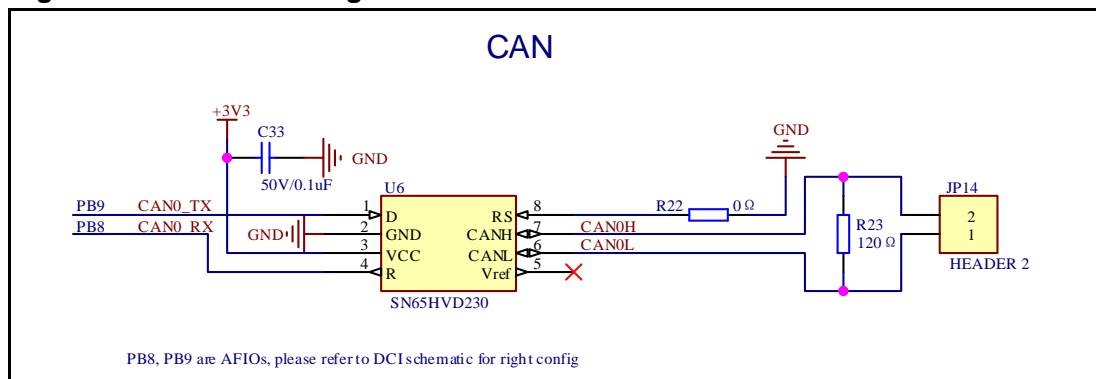 CAN
+3V3
C33
GND
50V/0.1uF
GND
U6
JP14
PB9 CAN0_TX 1 D RS 8 R22 0 Ω
PB8 CAN0_RX 2 GND CANH 7 CAN0H 2
GND 3 VCC CANL 6 CAN0L R23 1
4 R Vref 5 120 Ω
HEADER 2
SN65HVD230
PB8, PB9 are AFIOs, please refer to DCI schematic for right config